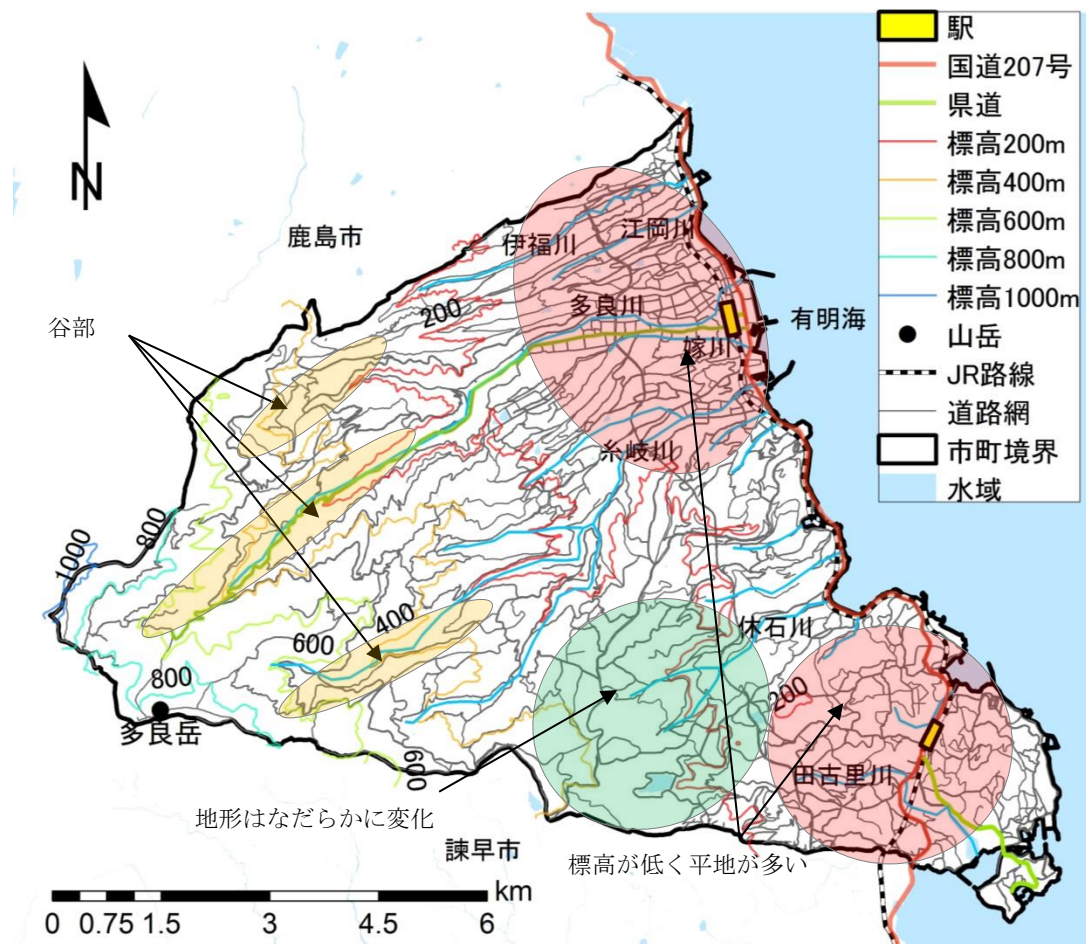 駅
国道207号
県道
標高200m
標高400m
標高600m
標高800m
標高1000m
山岳
JR路線
道路網
市町境界
水域
N
鹿島市
伊福川
江岡川
200
多良川
有明海
谷部
嫁川
糸岐川
800
1000
400
600
休石川
800
200
多良岳
600
田古里川
地形はなだらかに変化
諫早市
標高が低く平地が多い
km
0 0.75 1.5 3 4.5 6